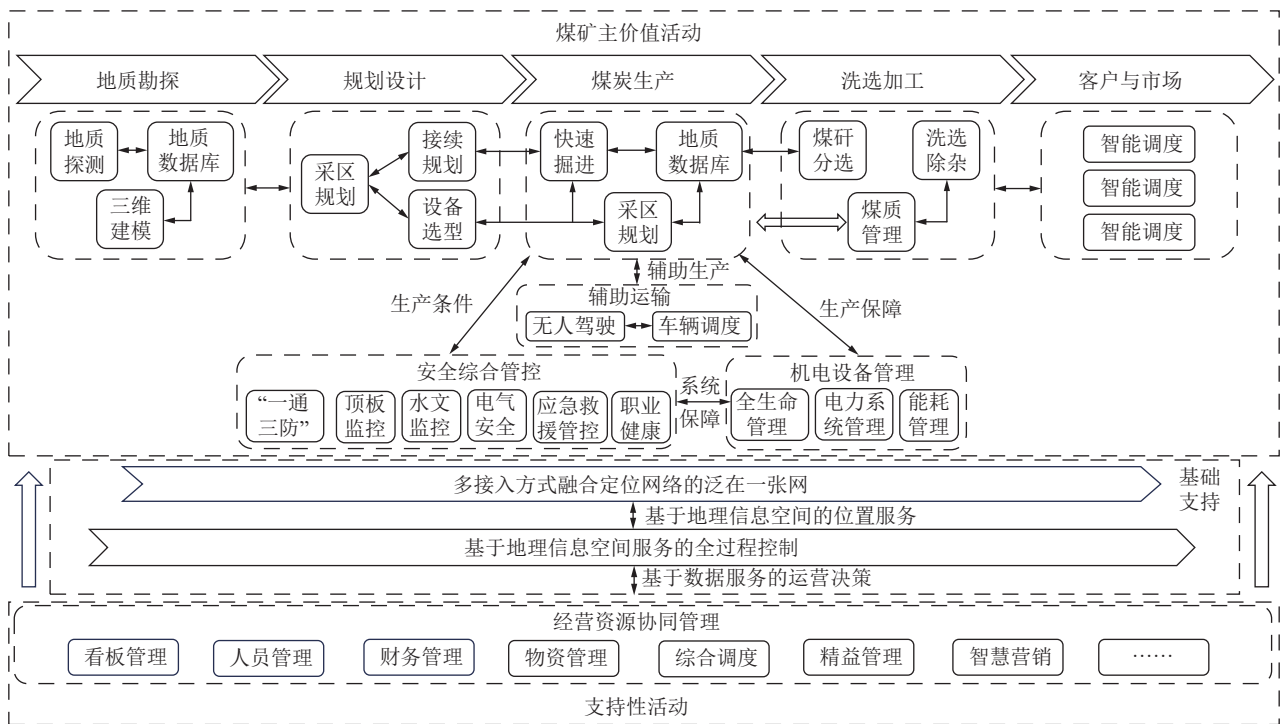 煤矿主价值活动
地质勘探
规划设计
煤炭生产
洗选加工
客户与市场
地质
探测
地质
数据库
三维
建模
采区
规划
接续
规划
设备
选型
快速
掘进
地质
数据库
采区
规划
煤矸
分选
洗选
除杂
煤质
管理
智能调度
智能调度
智能调度
生产条件
辅助生产
生产保障
辅助运输
无人驾驶
车辆调度
安全综合管控
“一通
三防”
顶板
监控
水文
监控
电气
安全
应急救
援管控
职业
健康
系统
保障
机电设备管理
全生命
管理
电力系
统管理
能耗
管理
多接入方式融合定位网络的泛在一张网
基础
支持
基于地理信息空间的位置服务
基于地理信息空间服务的全过程控制
基于数据服务的运营决策
经营资源协同管理
看板管理
人员管理
财务管理
物资管理
综合调度
精益管理
智慧营销
……
支持性活动